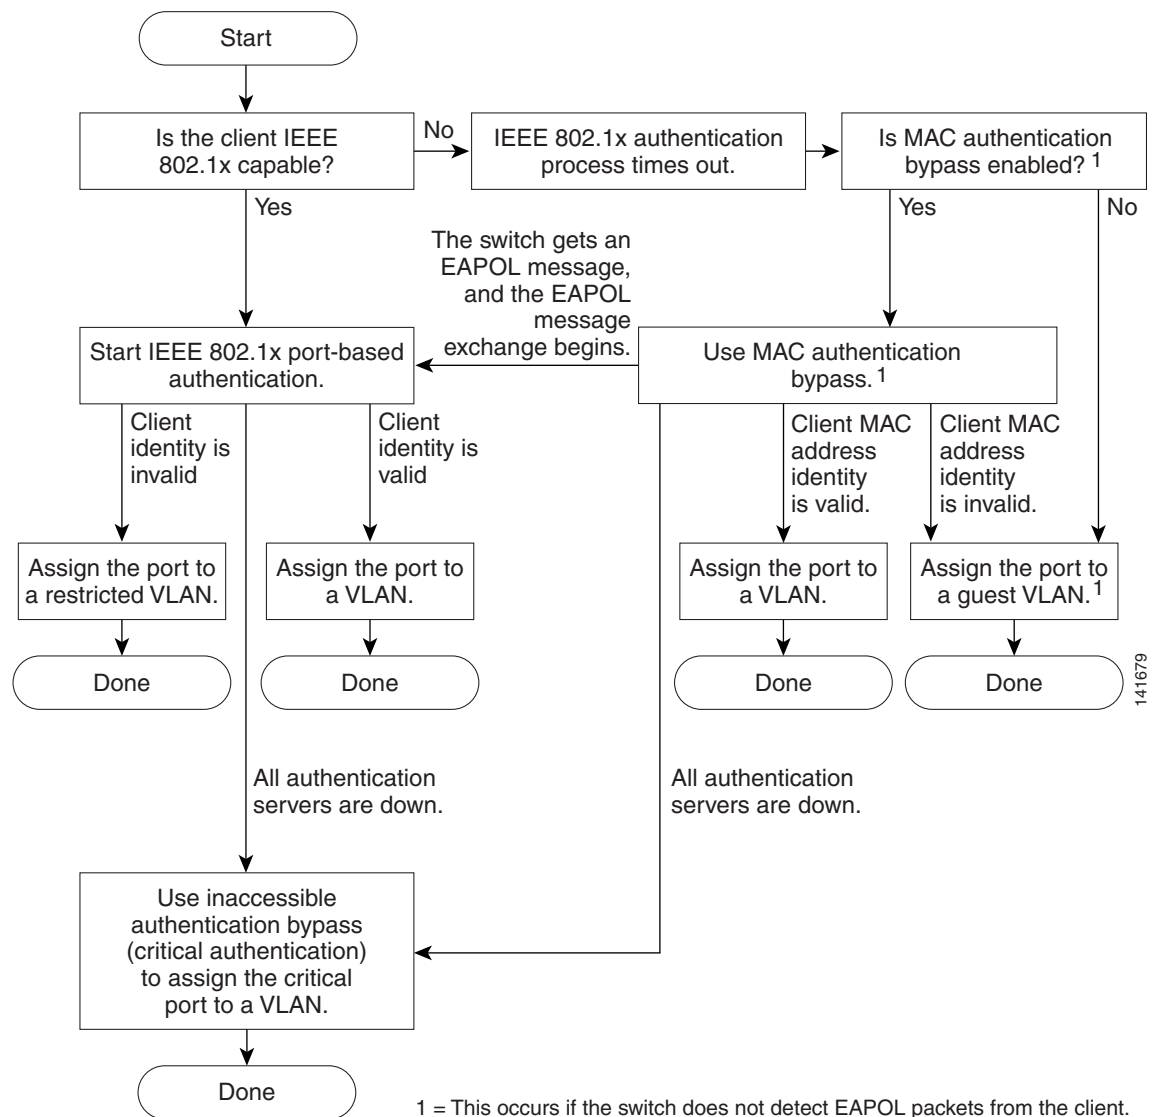 Start
Is the client IEEE
802.1x capable?
No
IEEE 802.1x authentication
process times out.
Is MAC authentication
bypass enabled? 1
Yes
Yes
No
The switch gets an
EAPOL message,
and the EAPOL
message
exchange begins.
Start IEEE 802.1x port-based
authentication.
Use MAC authentication
bypass. 1
Client
identity is
invalid
Client
identity is
valid
Client MAC
address
identity
is valid.
Client MAC
address
identity
is invalid.
Assign the port to
a restricted VLAN.
Assign the port to
a VLAN.
Assign the port to
a VLAN.
Assign the port to
a guest VLAN. 1
Done
Done
Done
Done
141679
All authentication
servers are down.
All authentication
servers are down.
Use inaccessible
authentication bypass
(critical authentication)
to assign the critical
port to a VLAN.
Done
1 = This occurs if the switch does not detect EAPOL packets from the client.